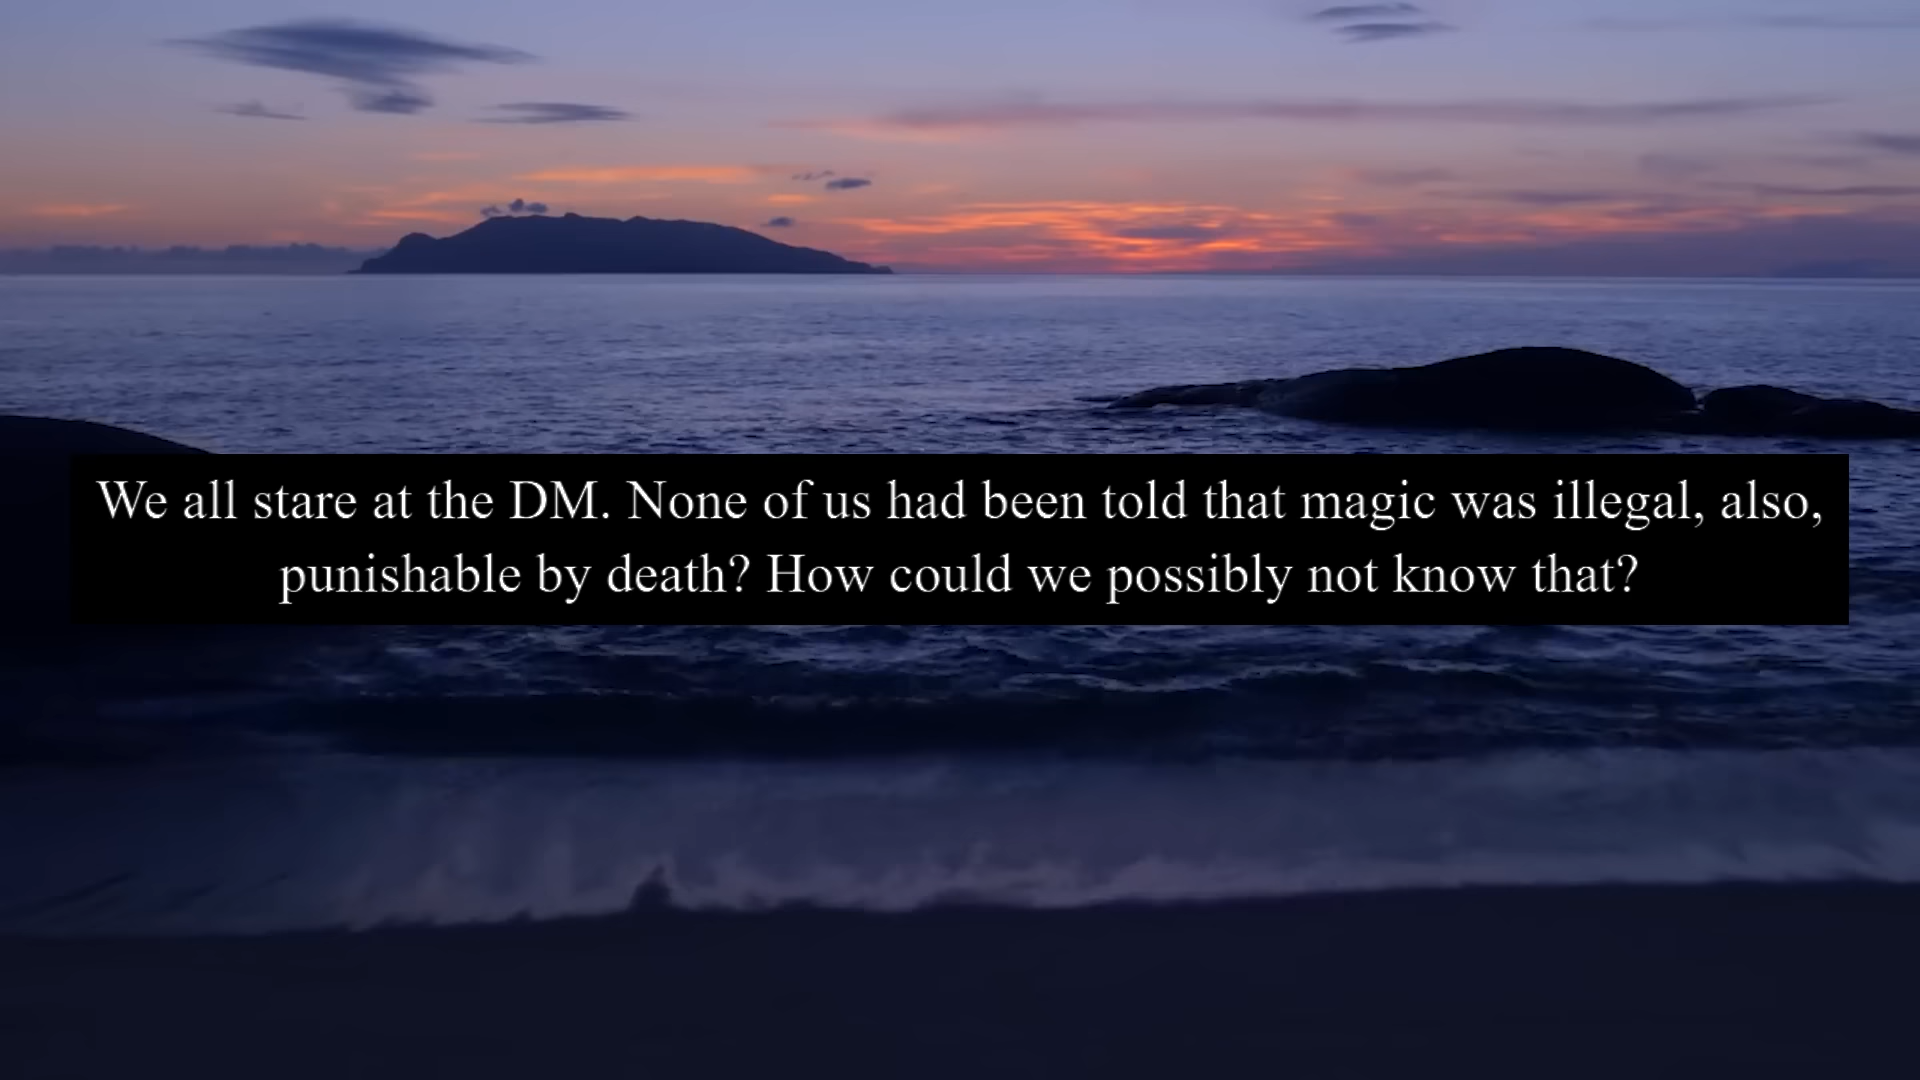 We all stare at the DM. None of us had been told that magic was illegal, also,
punishable by death? How could we possibly not know that?